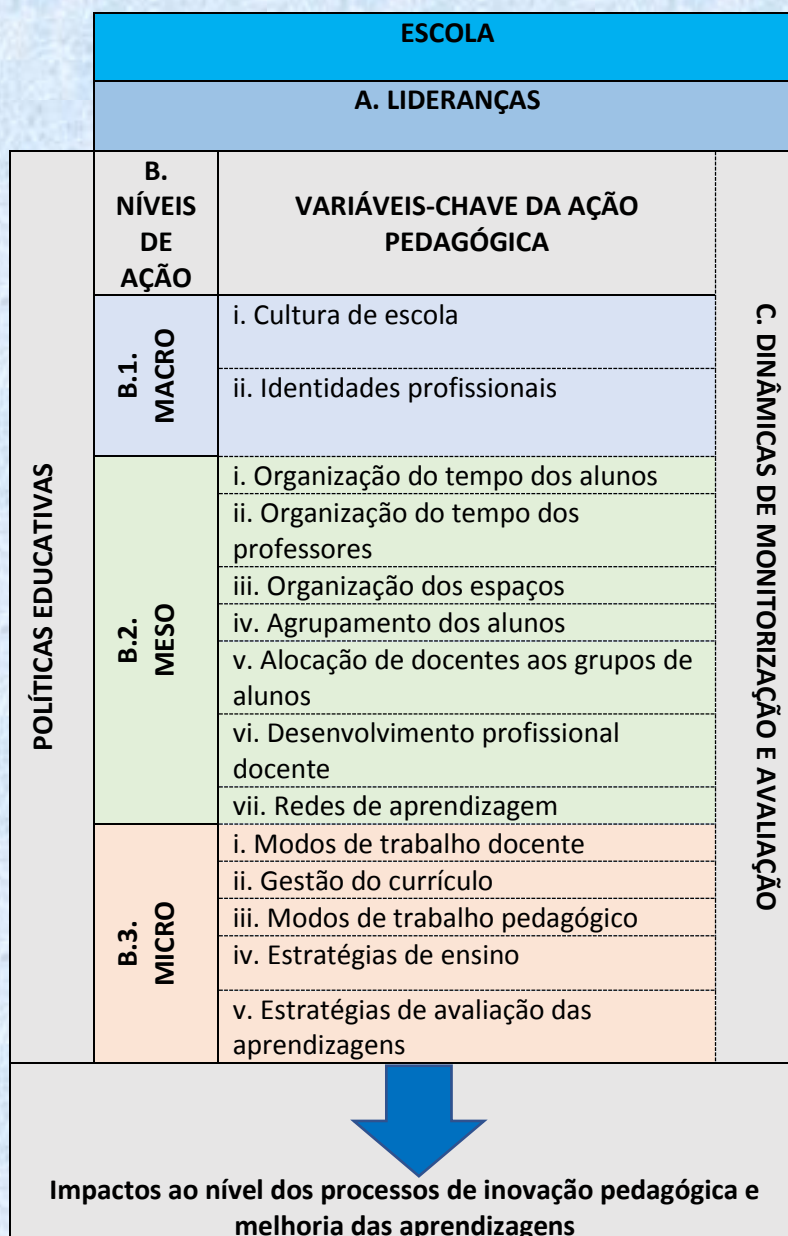 ESCOLA
A. LIDERANÇAS
POLÍTICAS EDUCATIVAS
B.
NÍVEIS
DE
AÇÃO
VARIÁVEIS-CHAVE DA AÇÃO
PEDAGÓGICA
C. DINÂMICAS DE MONITORIZAÇÃO E AVALIAÇÃO
B.1.
MACRO
i. Cultura de escola
ii. Identidades profissionais
B.2.
MESO
i. Organização do tempo dos alunos
ii. Organização do tempo dos
professores
iii. Organização dos espaços
iv. Agrupamento dos alunos
v. Alocação de docentes aos grupos de
alunos
vi. Desenvolvimento profissional
docente
vii. Redes de aprendizagem
B.3.
MICRO
i. Modos de trabalho docente
ii. Gestão do currículo
iii. Modos de trabalho pedagógico
iv. Estratégias de ensino
v. Estratégias de avaliação das
aprendizagens
Impactos ao nível dos processos de inovação pedagógica e
melhoria das aprendizagens